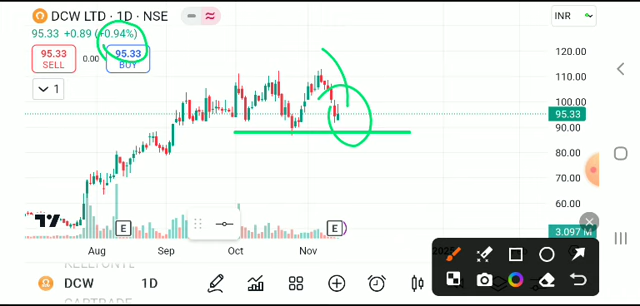 DCW LTD · 1D · NSE
95.33 +0.89 (+0.94%)
95.33 0.00 95.33
SELL BUY
1
INR
120.00
110.00
100.00
95.33
90.00
80.00
70.00
60.00
3.097 M
E E
Aug Sep Oct Nov
DCW 1D